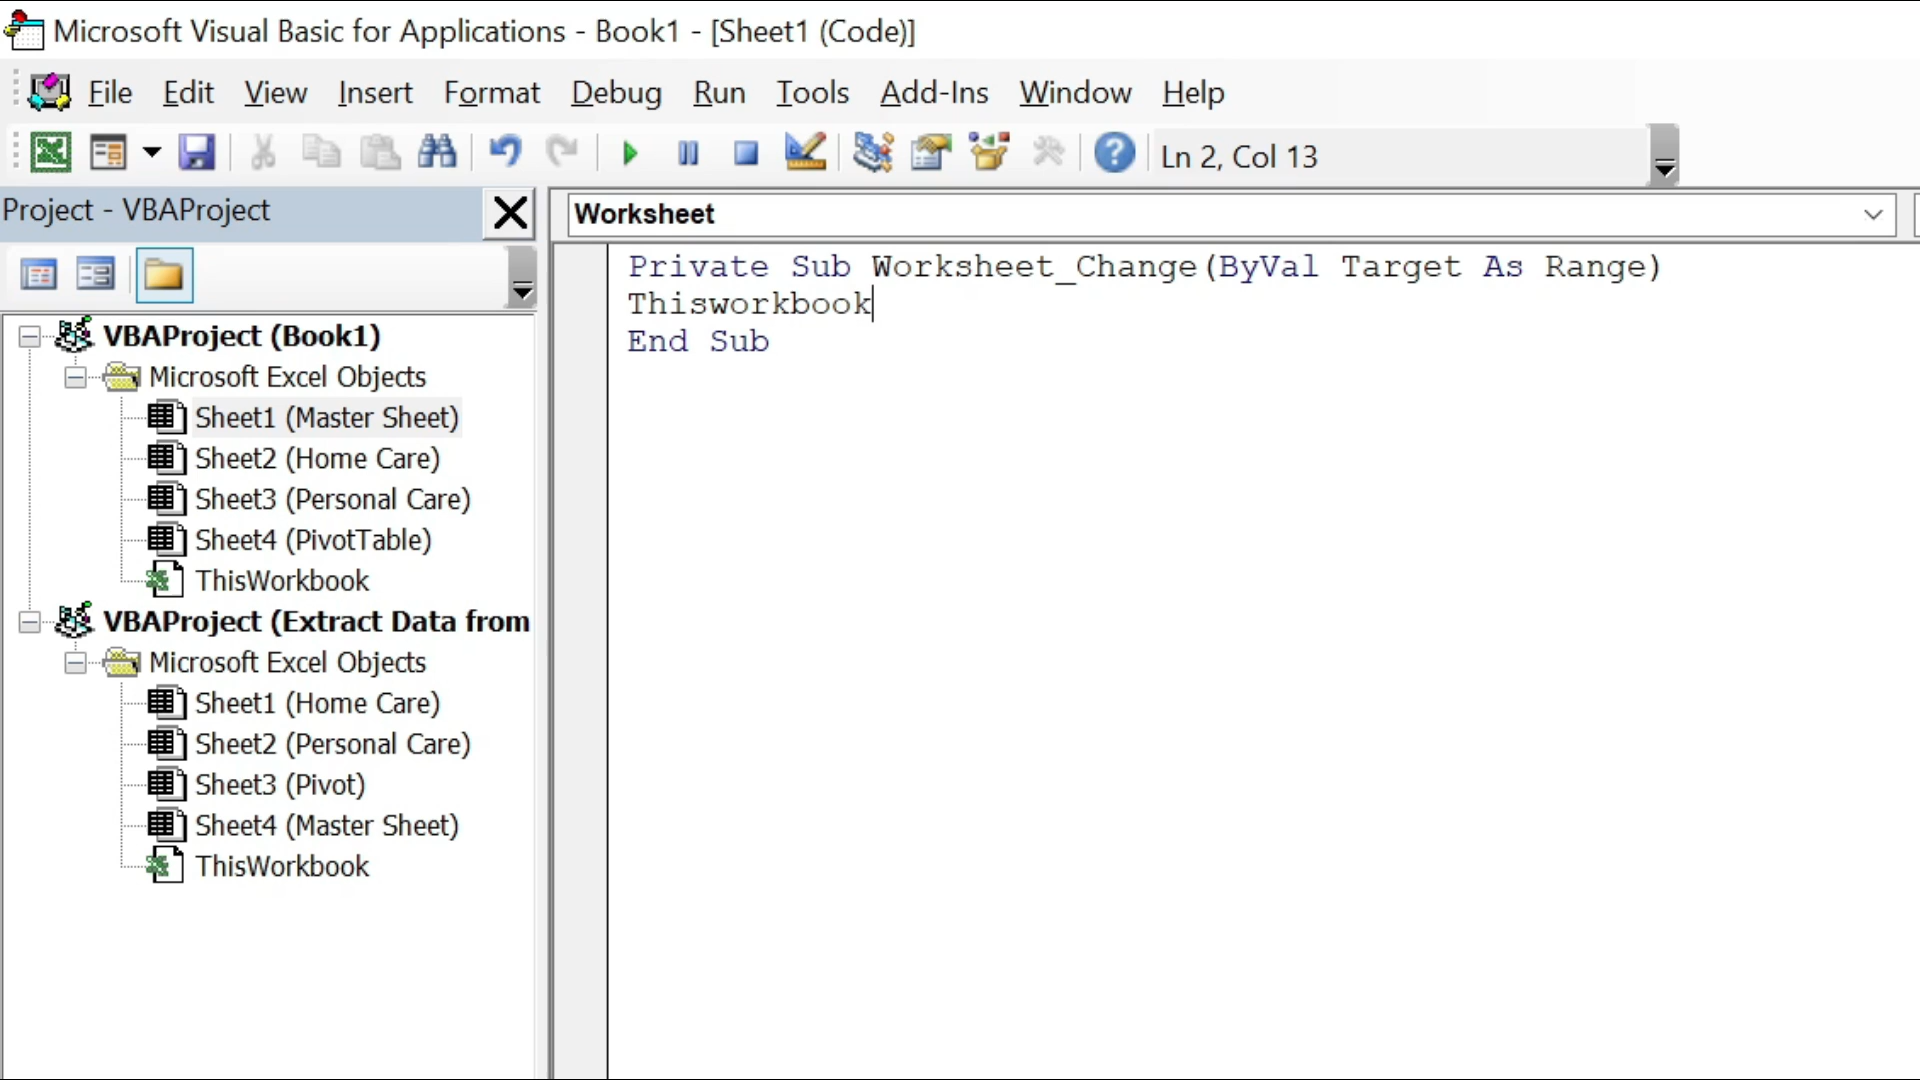 Microsoft Visual Basic for Applications - Book1 - [Sheet1 (Code)]
File Edit View Insert Format Debug Run Tools Add-Ins Window Help
Ln 2, Col 13
Project - VBAProject
Worksheet
Private Sub Worksheet_Change(ByVal Target As Range)
Thisworkbook
End Sub
VBAProject (Book1)
Microsoft Excel Objects
Sheet1 (Master Sheet)
Sheet2 (Home Care)
Sheet3 (Personal Care)
Sheet4 (PivotTable)
ThisWorkbook
VBAProject (Extract Data from
Microsoft Excel Objects
Sheet1 (Home Care)
Sheet2 (Personal Care)
Sheet3 (Pivot)
Sheet4 (Master Sheet)
ThisWorkbook